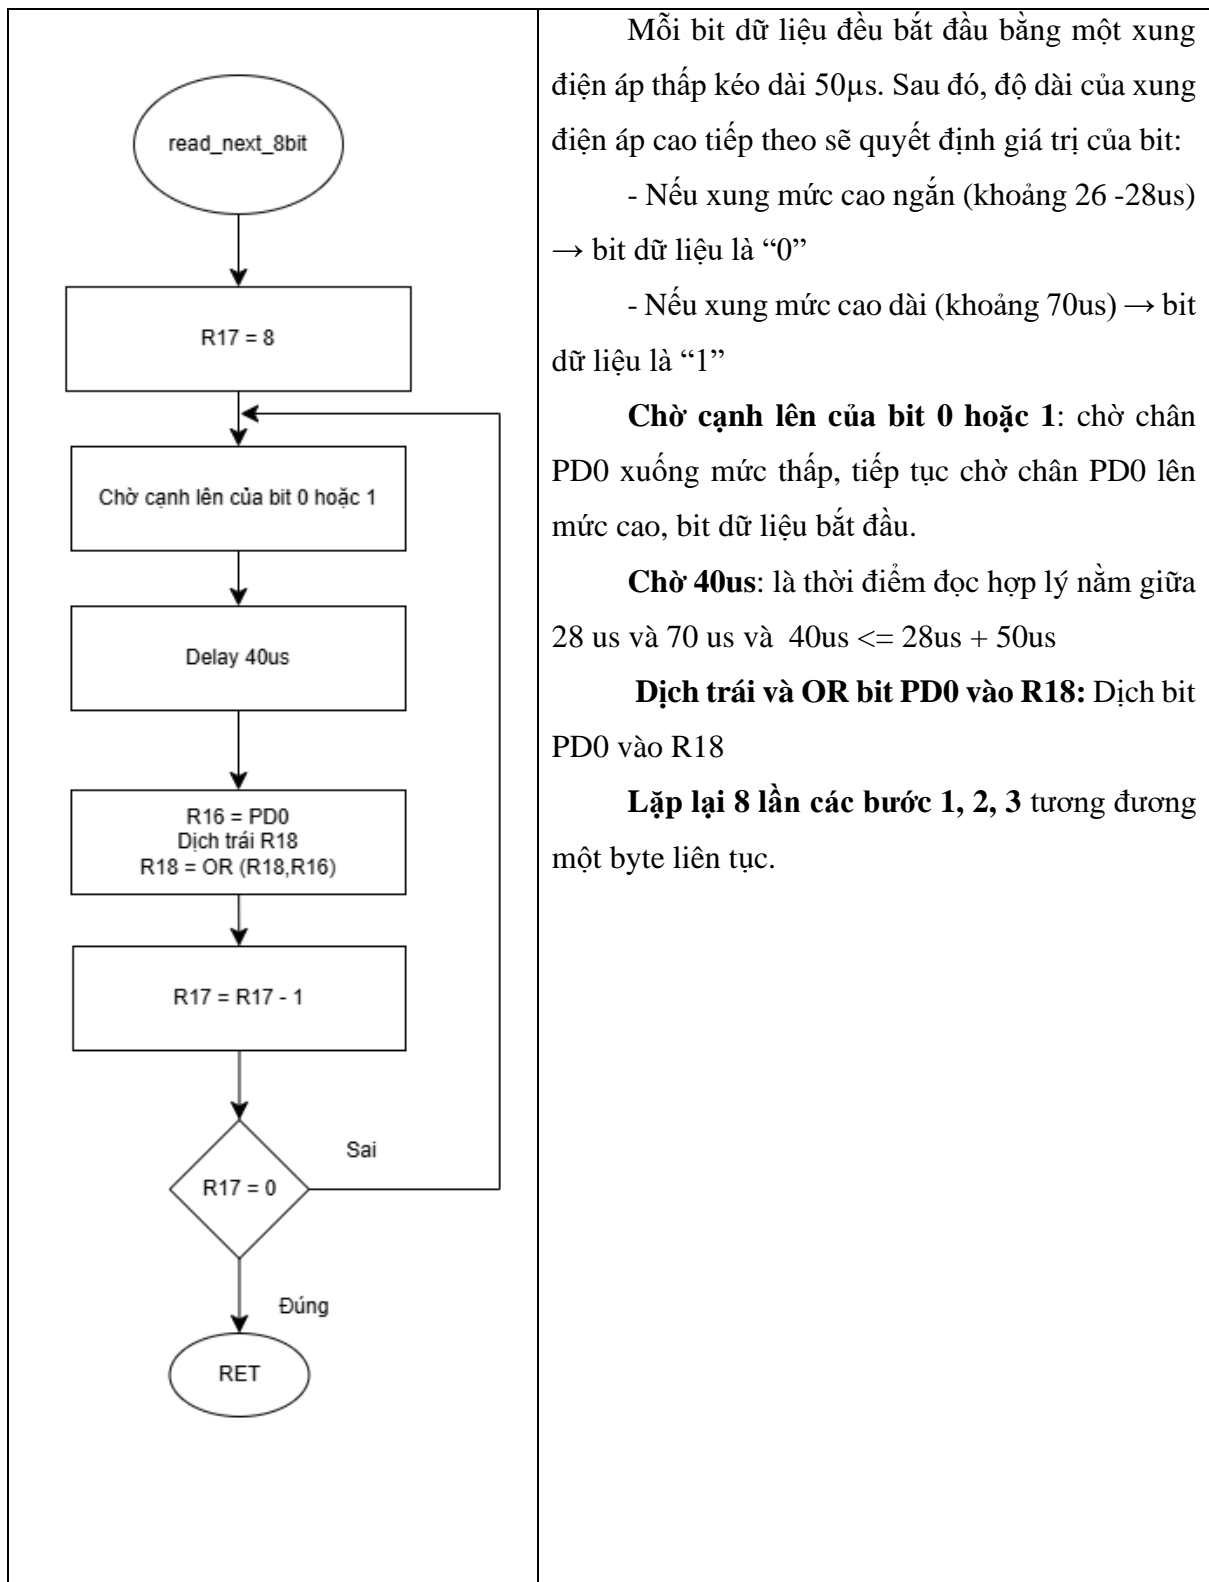 read_next_8bit
R17 = 8
Chờ cạnh lên của bit 0 hoặc 1
Delay 40us
R16 = PD0
Dịch trái R18
R18 = OR (R18,R16)
R17 = R17 - 1
R17 = 0
Sai
Đúng
RET
Mỗi bit dữ liệu đều bắt đầu bằng một xung
điện áp thấp kéo dài 50µs. Sau đó, độ dài của xung
điện áp cao tiếp theo sẽ quyết định giá trị của bit:
- Nếu xung mức cao ngắn (khoảng 26 -28us)
→ bit dữ liệu là “0”
- Nếu xung mức cao dài (khoảng 70us) → bit
dữ liệu là “1”
Chờ cạnh lên của bit 0 hoặc 1: chờ chân
PD0 xuống mức thấp, tiếp tục chờ chân PD0 lên
mức cao, bit dữ liệu bắt đầu.
Chờ 40us: là thời điểm đọc hợp lý nằm giữa
28 us và 70 us và 40us <= 28us + 50us
Dịch trái và OR bit PD0 vào R18: Dịch bit
PD0 vào R18
Lặp lại 8 lần các bước 1, 2, 3 tương đương
một byte liên tục.